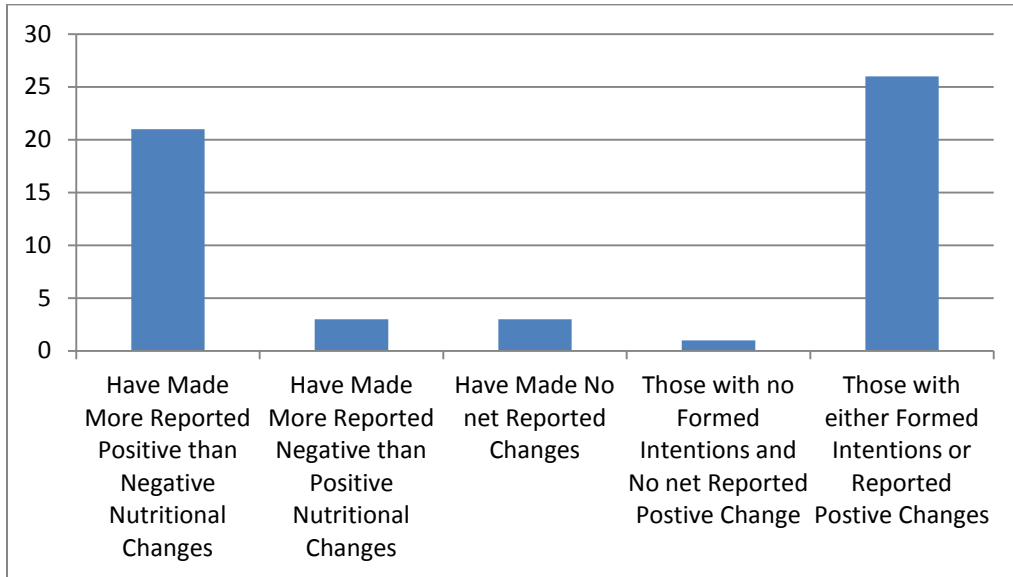 30
25
20
15
10
5
0
Have Made
More Reported
Positive than
Negative
Nutritional
Changes
Have Made
More Reported
Negative than
Positive
Nutritional
Changes
Have Made No
net Reported
Changes
Those with no
Formed
Intentions and
No net Reported
Postive Change
Those with
either Formed
Intentions or
Reported
Postive Changes